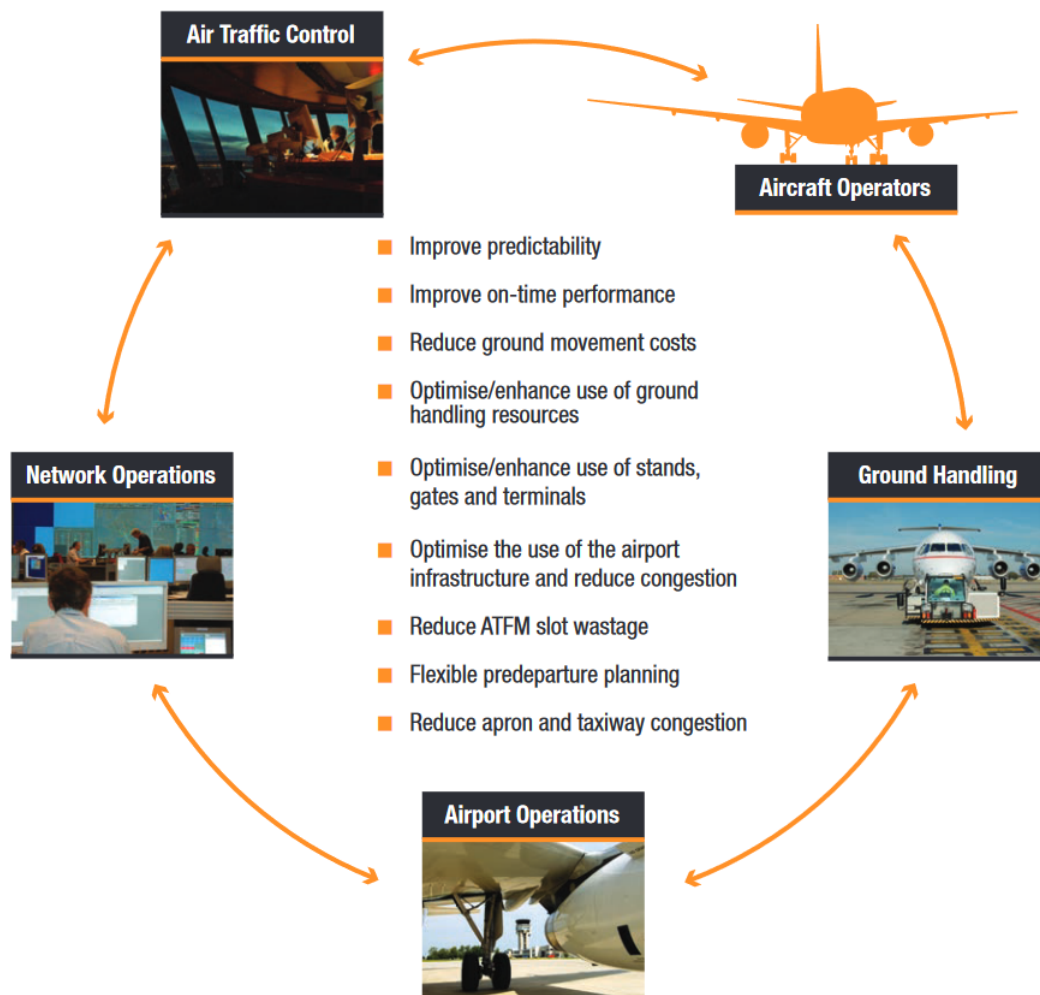 Air Traffic Control
Aircraft Operators
Improve predictability
Improve on-time performance
Reduce ground movement costs
Optimise/enhance use of ground
handling resources
Optimise/enhance use of stands,
gates and terminals
Optimise the use of the airport
infrastructure and reduce congestion
Reduce ATFM slot wastage
Flexible predeparture planning
Reduce apron and taxiway congestion
Network Operations
Ground Handling
Airport Operations